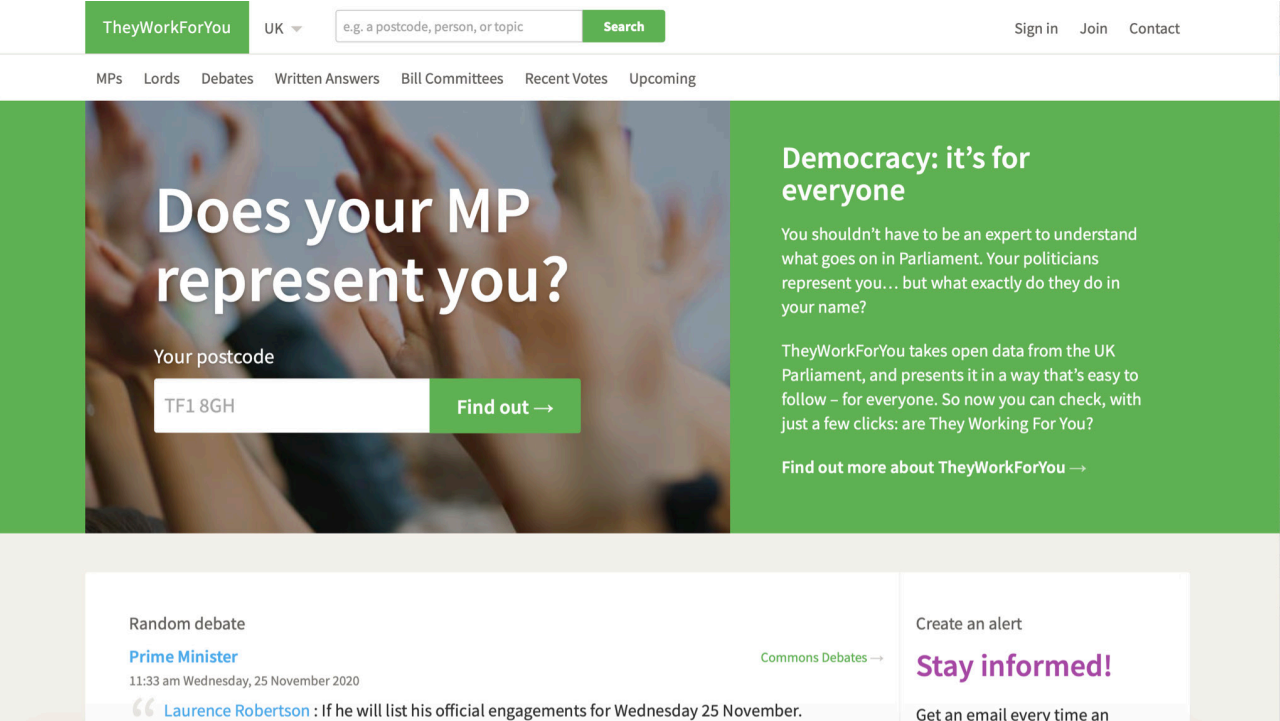 TheyWorkForYou
UK
e.g. a postcode, person, or topic
Search
Sign in
Join
Contact
MPs
Lords
Debates
Written Answers
Bill Committees
Recent Votes
Upcoming
Does your MP
represent you?
Your postcode
TF1 8GH
Find out →
Democracy: it’s for
everyone
You shouldn’t have to be an expert to understand
what goes on in Parliament. Your politicians
represent you… but what exactly do they do in
your name?
TheyWorkForYou takes open data from the UK
Parliament, and presents it in a way that’s easy to
follow – for everyone. So now you can check, with
just a few clicks: are They Working For You?
Find out more about TheyWorkForYou →
Random debate
Prime Minister
Commons Debates →
11:33 am Wednesday, 25 November 2020
“ Laurence Robertson : If he will list his official engagements for Wednesday 25 November.
Create an alert
Stay informed!
Get an email every time an